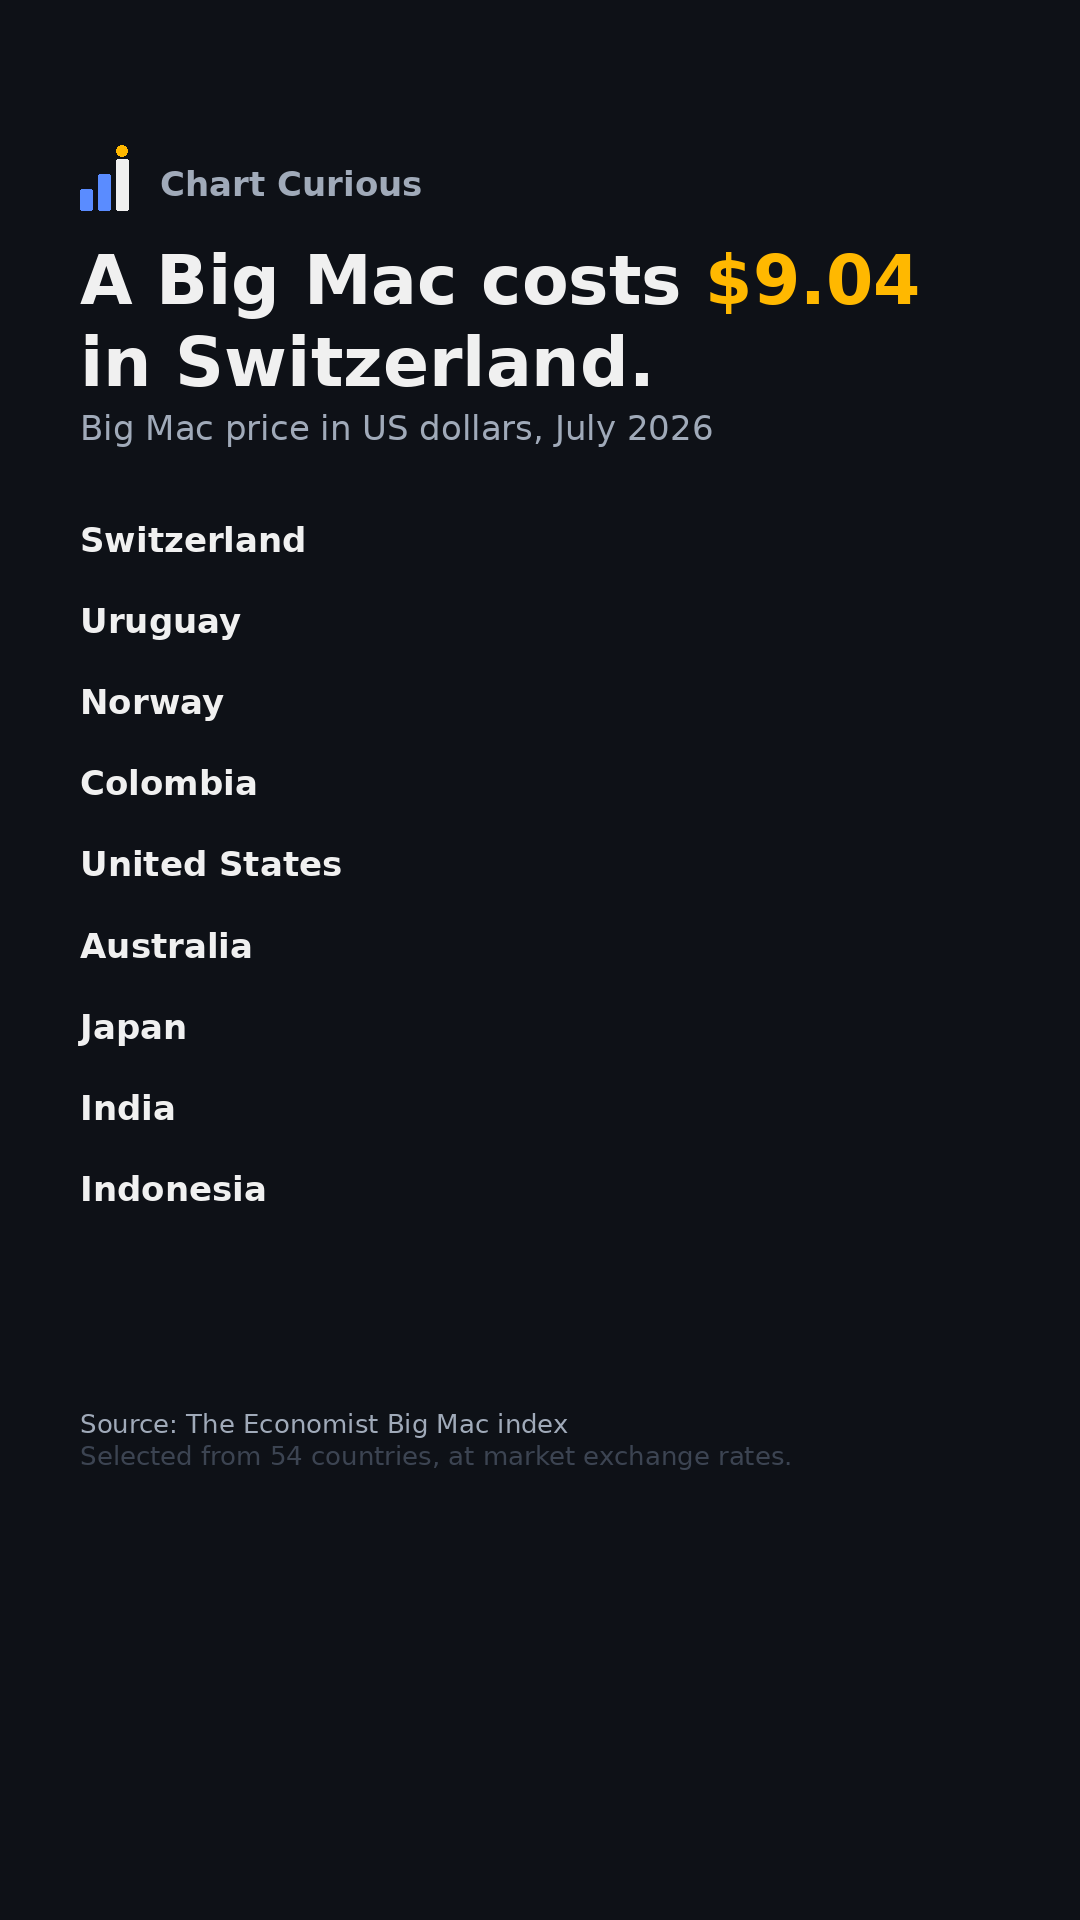 Chart Curious
A Big Mac costs $9.04
in Switzerland.
Big Mac price in US dollars, July 2026
Switzerland
Uruguay
Norway
Colombia
United States
Australia
Japan
India
Indonesia
Source: The Economist Big Mac index
Selected from 54 countries, at market exchange rates.